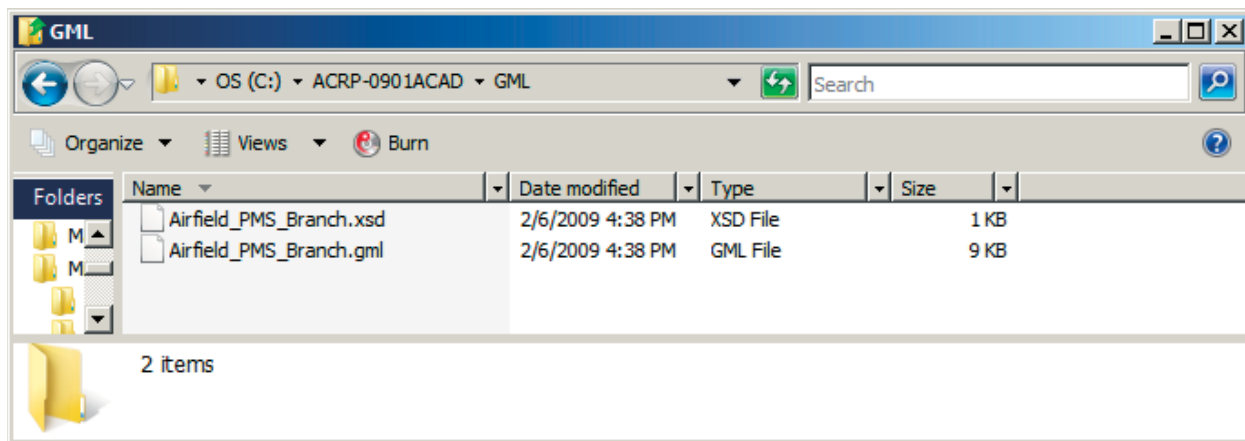 GML
OS (C:) ACRP-0901ACAD GML Search
Organize Views Burn
Folders Name Date modified Type Size
M Airfield_PMS_Branch.xsd 2/6/2009 4:38 PM XSD File 1 KB
M Airfield_PMS_Branch.gml 2/6/2009 4:38 PM GML File 9 KB
2 items